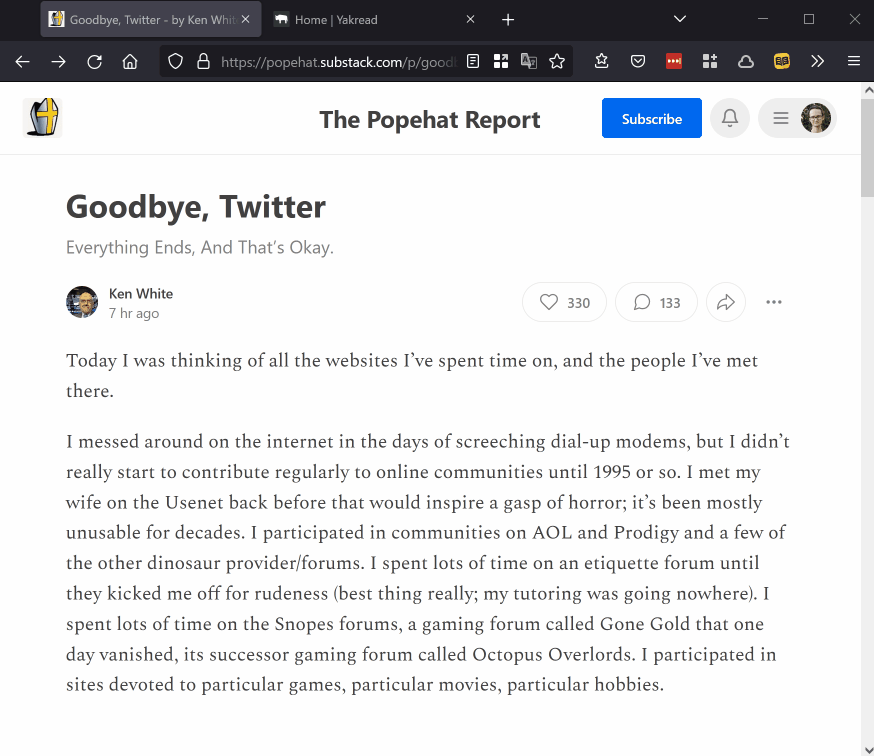 Goodbye, Twitter - by Ken Whit
Home | Yakread
https://popehat.substack.com/p/goodb
The Popehat Report
Subscribe
Goodbye, Twitter
Everything Ends, And That’s Okay.
Ken White
7 hr ago
330
133
Today I was thinking of all the websites I’ve spent time on, and the people I’ve met
there.
I messed around on the internet in the days of screeching dial-up modems, but I didn’t
really start to contribute regularly to online communities until 1995 or so. I met my
wife on the Usenet back before that would inspire a gasp of horror; it’s been mostly
unusable for decades. I participated in communities on AOL and Prodigy and a few of
the other dinosaur provider/forums. I spent lots of time on an etiquette forum until
they kicked me off for rudeness (best thing really; my tutoring was going nowhere). I
spent lots of time on the Snopes forums, a gaming forum called Gone Gold that one
day vanished, its successor gaming forum called Octopus Overlords. I participated in
sites devoted to particular games, particular movies, particular hobbies.